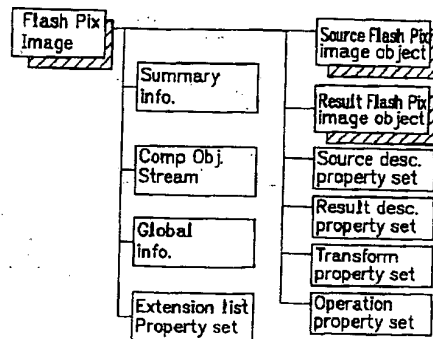 Flash Pix
Image
Summary
info.
Comp Obj.
Stream
Global
info.
Extension list
Property set
Source Flash Pix
image object
Result Flash Pix
image object
Source desc.
property set
Result desc.
property set
Transform
property set
Operation
property set